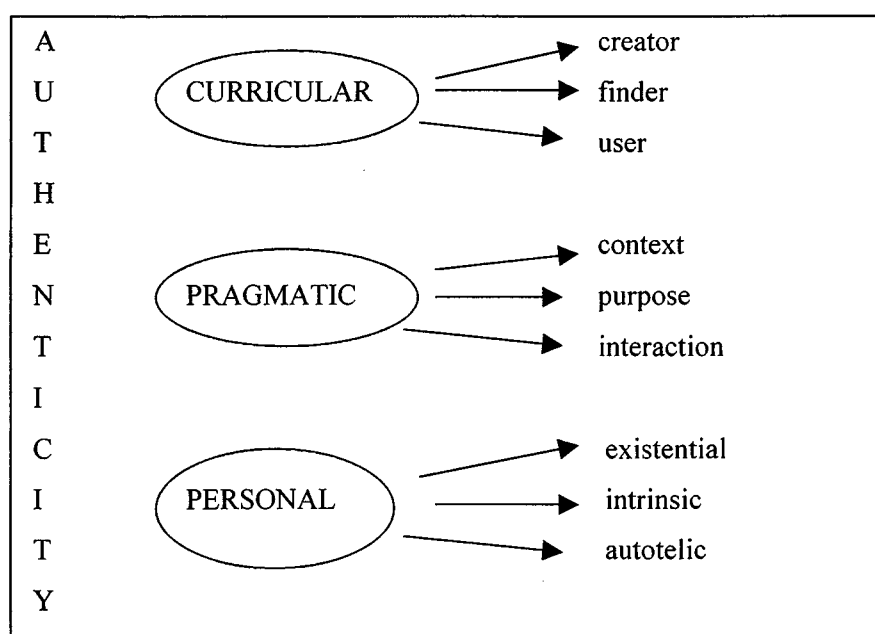 A
U
T
H
E
N
T
I
C
I
T
Y
CURRICULAR
creator
finder
user
PRAGMATIC
context
purpose
interaction
PERSONAL
existential
intrinsic
autotelic